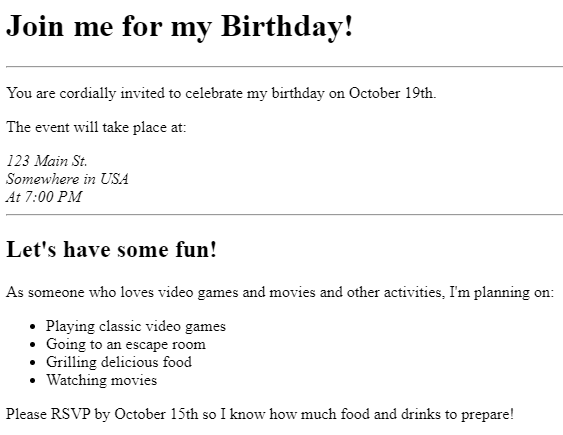 Join me for my Birthday!
You are cordially invited to celebrate my birthday on October 19th.
The event will take place at:
123 Main St.
Somewhere in USA
At 7:00 PM
Let's have some fun!
As someone who loves video games and movies and other activities, I'm planning on:
• Playing classic video games
• Going to an escape room
• Grilling delicious food
• Watching movies
Please RSVP by October 15th so I know how much food and drinks to prepare!